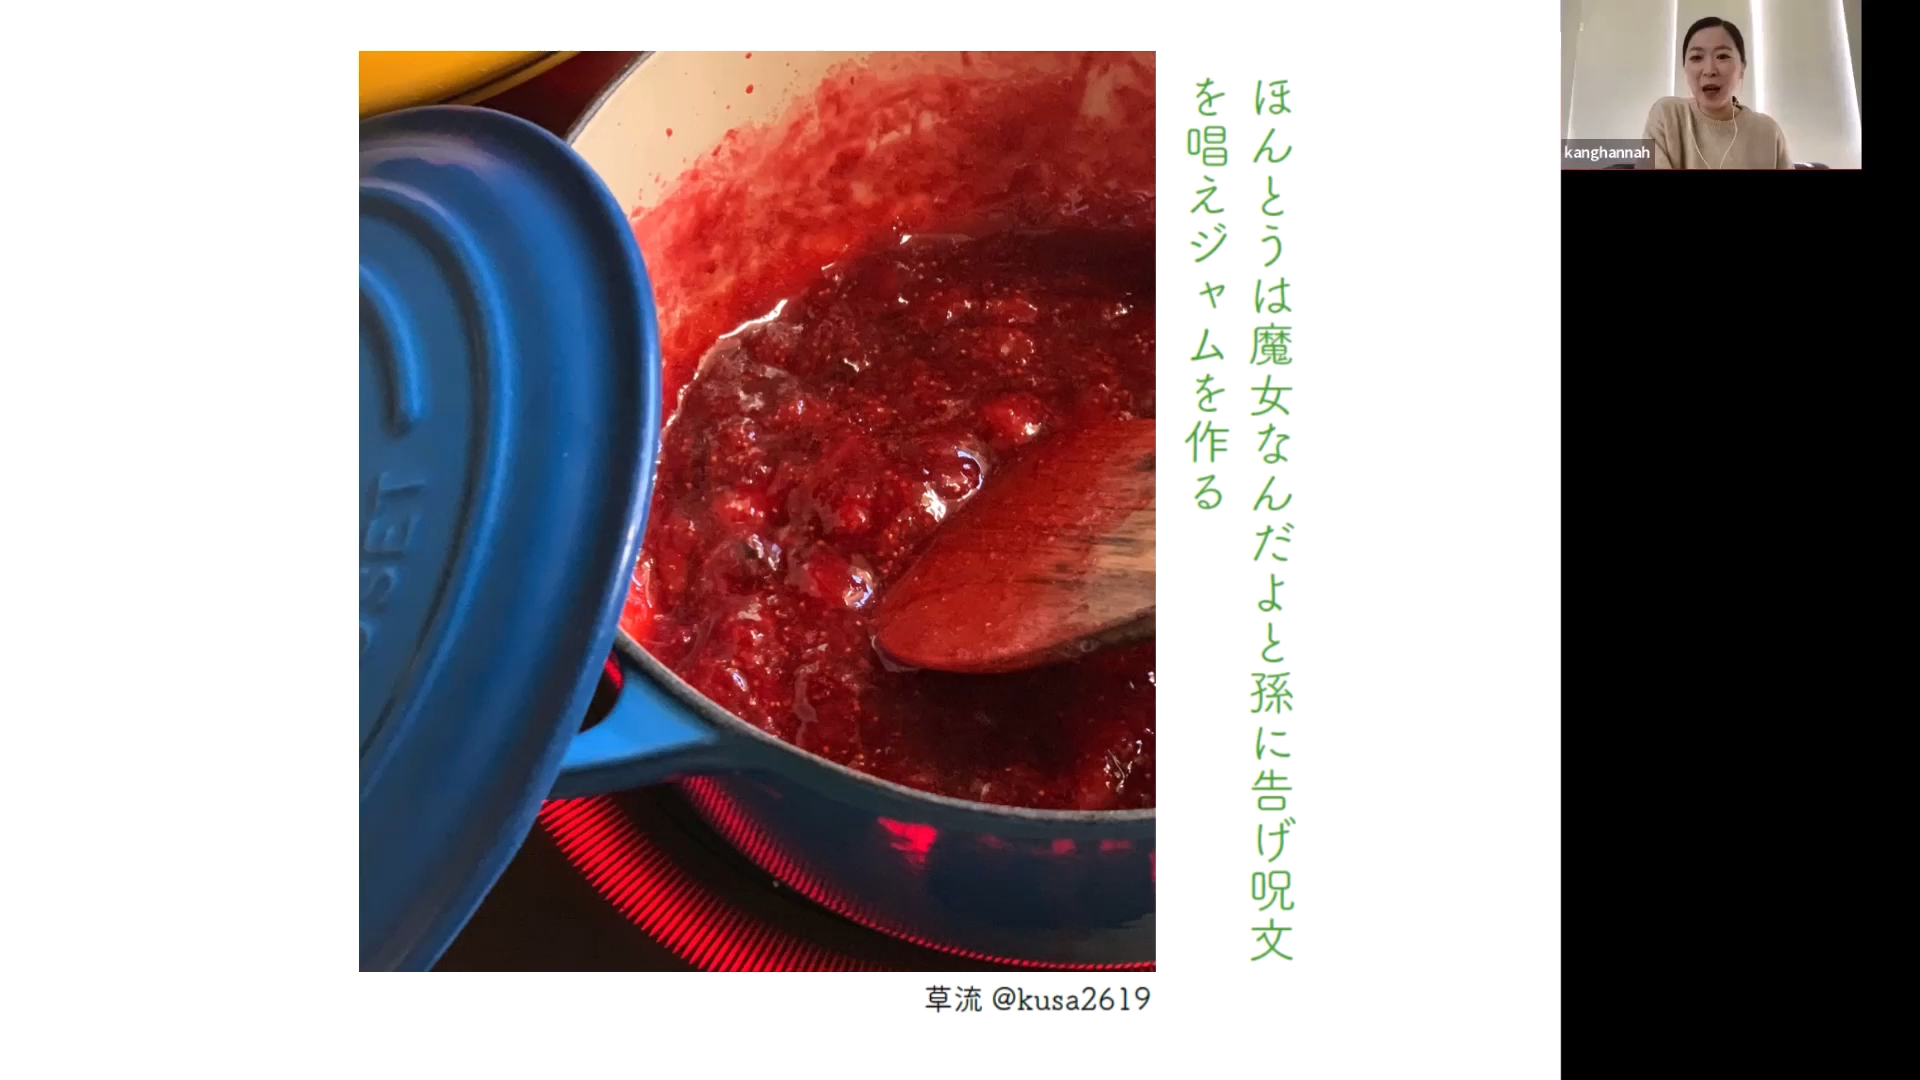 ほんとうは魔女なんだよと孫に告げ呪文
を唱えジャムを作る
草流 @kusa2619
kanghannah